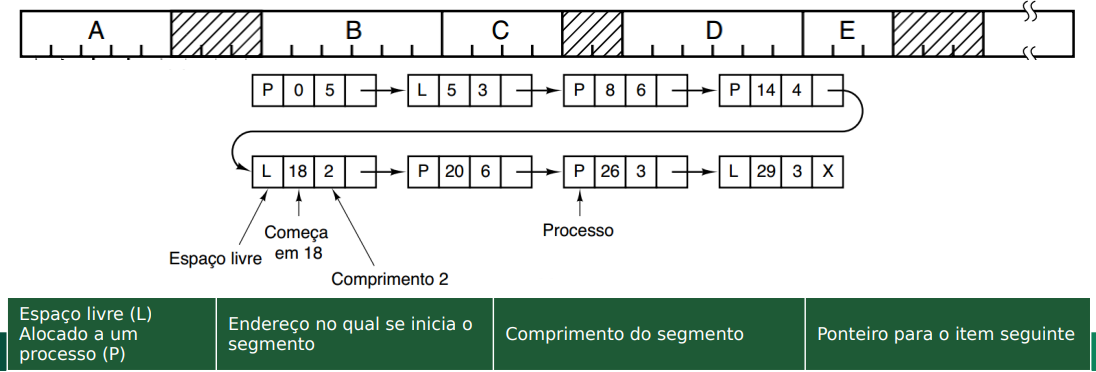 A B C D E
P 0 5 L 5 3 P 8 6 P 14 4
L 18 2 P 20 6 P 26 3 L 29 3 X
Começa
em 18
Processo
Espaço livre
Comprimento 2
Espaço livre (L)
Alocado a um
processo (P)
Endereço no qual se inicia o
segmento
Comprimento do segmento
Ponteiro para o item seguinte